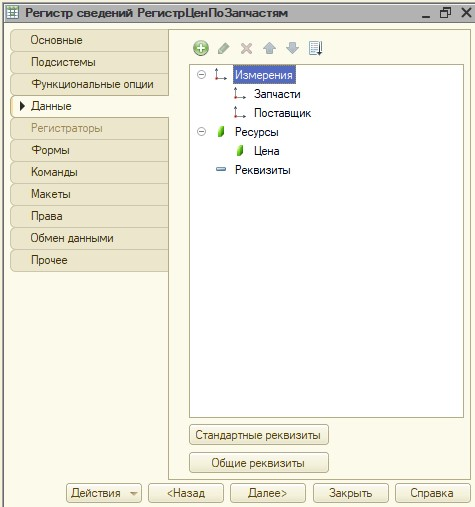 Регистр сведений РегистрЦенПоЗапчастям
Основные
Подсистемы
Функциональные опции
Данные
Регистраторы
Формы
Команды
Макеты
Права
Обмен данными
Прочее
Измерения
Запчасти
Поставщик
Ресурсы
Цена
Реквизиты
Стандартные реквизиты
Общие реквизиты
Действия
<Назад
Далее>
Закрыть
Справка